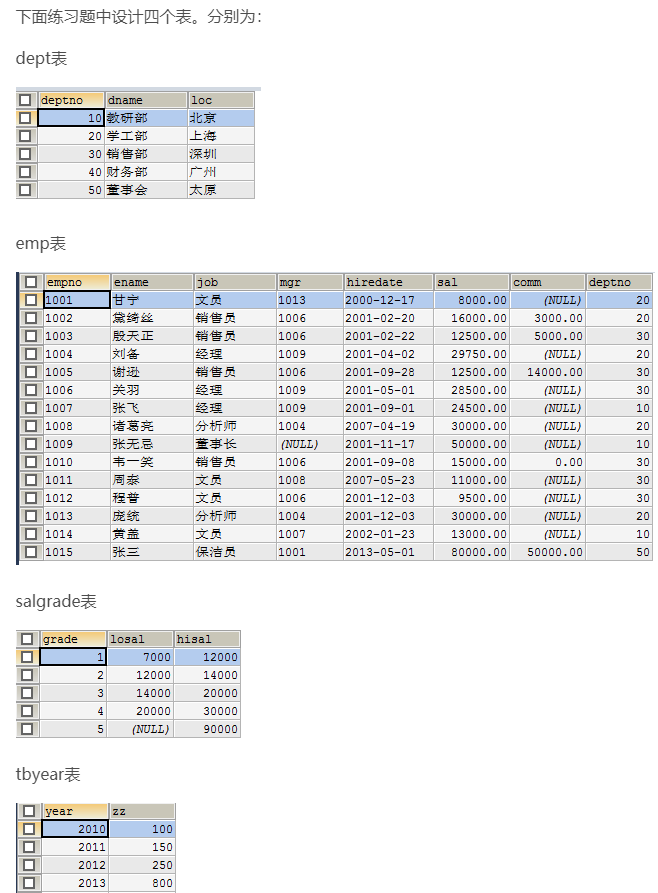 下面练习题中设计四个表。分别为：
dept表
deptno dname loc
10 教研部 北京
20 学工部 上海
30 销售部 深圳
40 财务部 广州
50 董事会 太原
emp表
empno ename job mgr hiredate sal comm deptno
1001 甘宁 文员 1013 2000-12-17 8000.00 (NULL) 20
1002 黛绮丝 销售员 1006 2001-02-20 16000.00 3000.00 20
1003 殷天正 销售员 1006 2001-02-22 12500.00 5000.00 30
1004 刘备 经理 1009 2001-04-02 29750.00 (NULL) 20
1005 谢逊 销售员 1006 2001-09-28 12500.00 14000.00 30
1006 关羽 经理 1009 2001-05-01 28500.00 (NULL) 30
1007 张飞 经理 1009 2001-09-01 24500.00 (NULL) 10
1008 诸葛亮 分析师 1004 2007-04-19 30000.00 (NULL) 20
1009 张无忌 董事长 (NULL) 2001-11-17 50000.00 (NULL) 10
1010 韦一笑 销售员 1006 2001-09-08 15000.00 0.00 30
1011 周泰 文员 1008 2007-05-23 11000.00 (NULL) 30
1012 程普 文员 1006 2001-12-03 9500.00 (NULL) 30
1013 庞统 分析师 1004 2001-12-03 30000.00 (NULL) 20
1014 黄盖 文员 1007 2002-01-23 13000.00 (NULL) 10
1015 张三 保洁员 1001 2013-05-01 80000.00 50000.00 50
salgrade表
grade losal hisal
1 7000 12000
2 12000 14000
3 14000 20000
4 20000 30000
5 (NULL) 90000
tbyear表
year zz
2010 100
2011 150
2012 250
2013 800